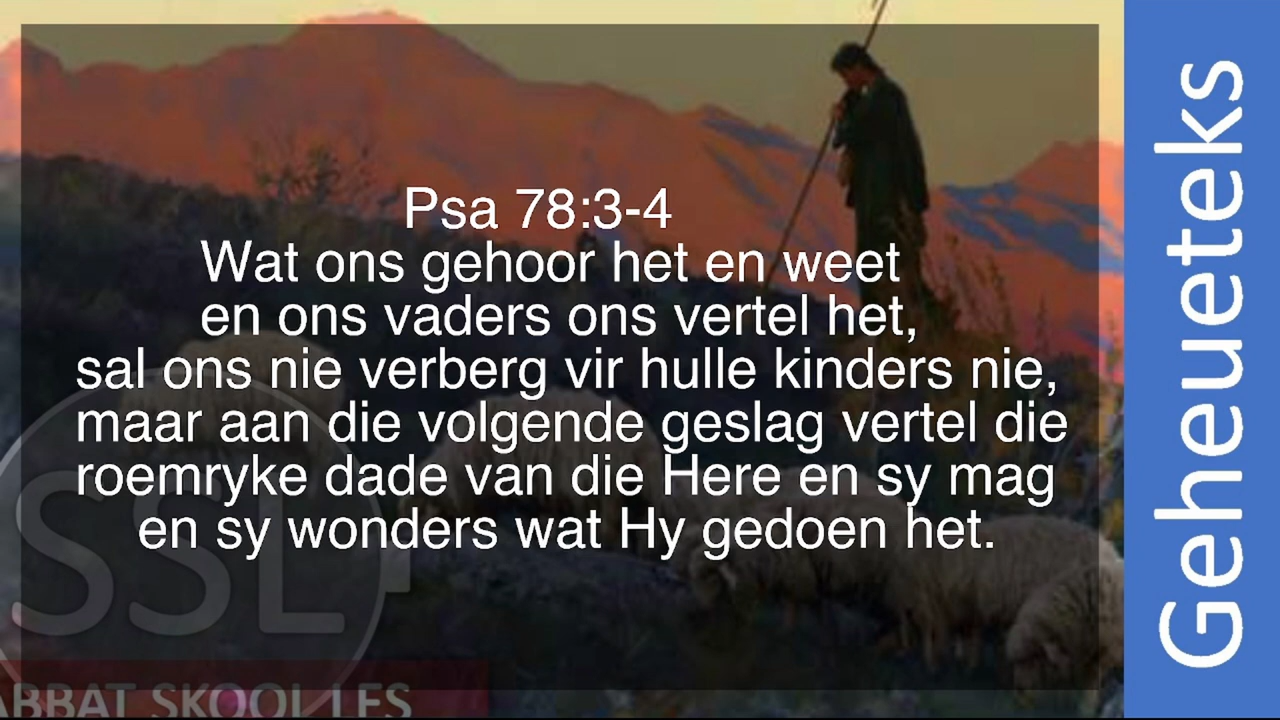 Psa 78:3-4
Wat ons gehoor het en weet
en ons vaders ons vertel het,
sal ons nie verberg vir hulle kinders nie,
maar aan die volgende geslag vertel die
roemryke dade van die Here en sy mag
en sy wonders wat Hy gedoen het.
Geheueteks
SSL
ABBAT SKOOL LES